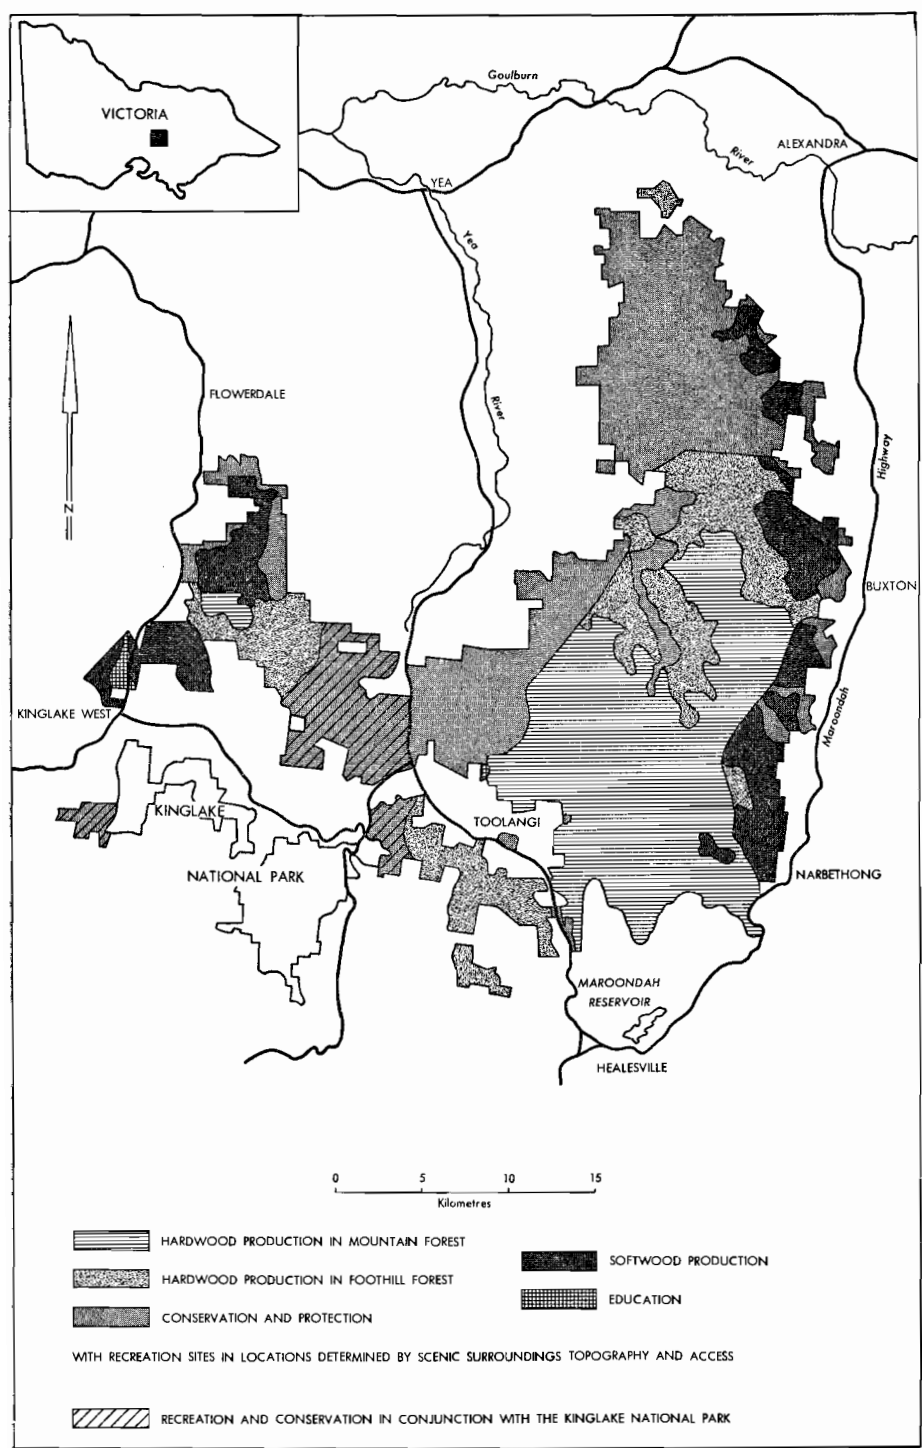 VICTORIA
Goulburn
River
ALEXANDRA
YEA
Yea
River
FLOWERDALE
N
Highway
BUXTON
KINGLAKE WEST
Maroondah
KINGLAKE
TOOLANGI
NATIONAL PARK
NARBETHONG
MAROONDAH
RESERVOIR
HEALESVILLE
0 5 10 15
Kilometres
HARDWOOD PRODUCTION IN MOUNTAIN FOREST
SOFTWOOD PRODUCTION
HARDWOOD PRODUCTION IN FOOTHILL FOREST
EDUCATION
CONSERVATION AND PROTECTION
WITH RECREATION SITES IN LOCATIONS DETERMINED BY SCENIC SURROUNDINGS TOPOGRAPHY AND ACCESS
RECREATION AND CONSERVATION IN CONJUNCTION WITH THE KINGLAKE NATIONAL PARK